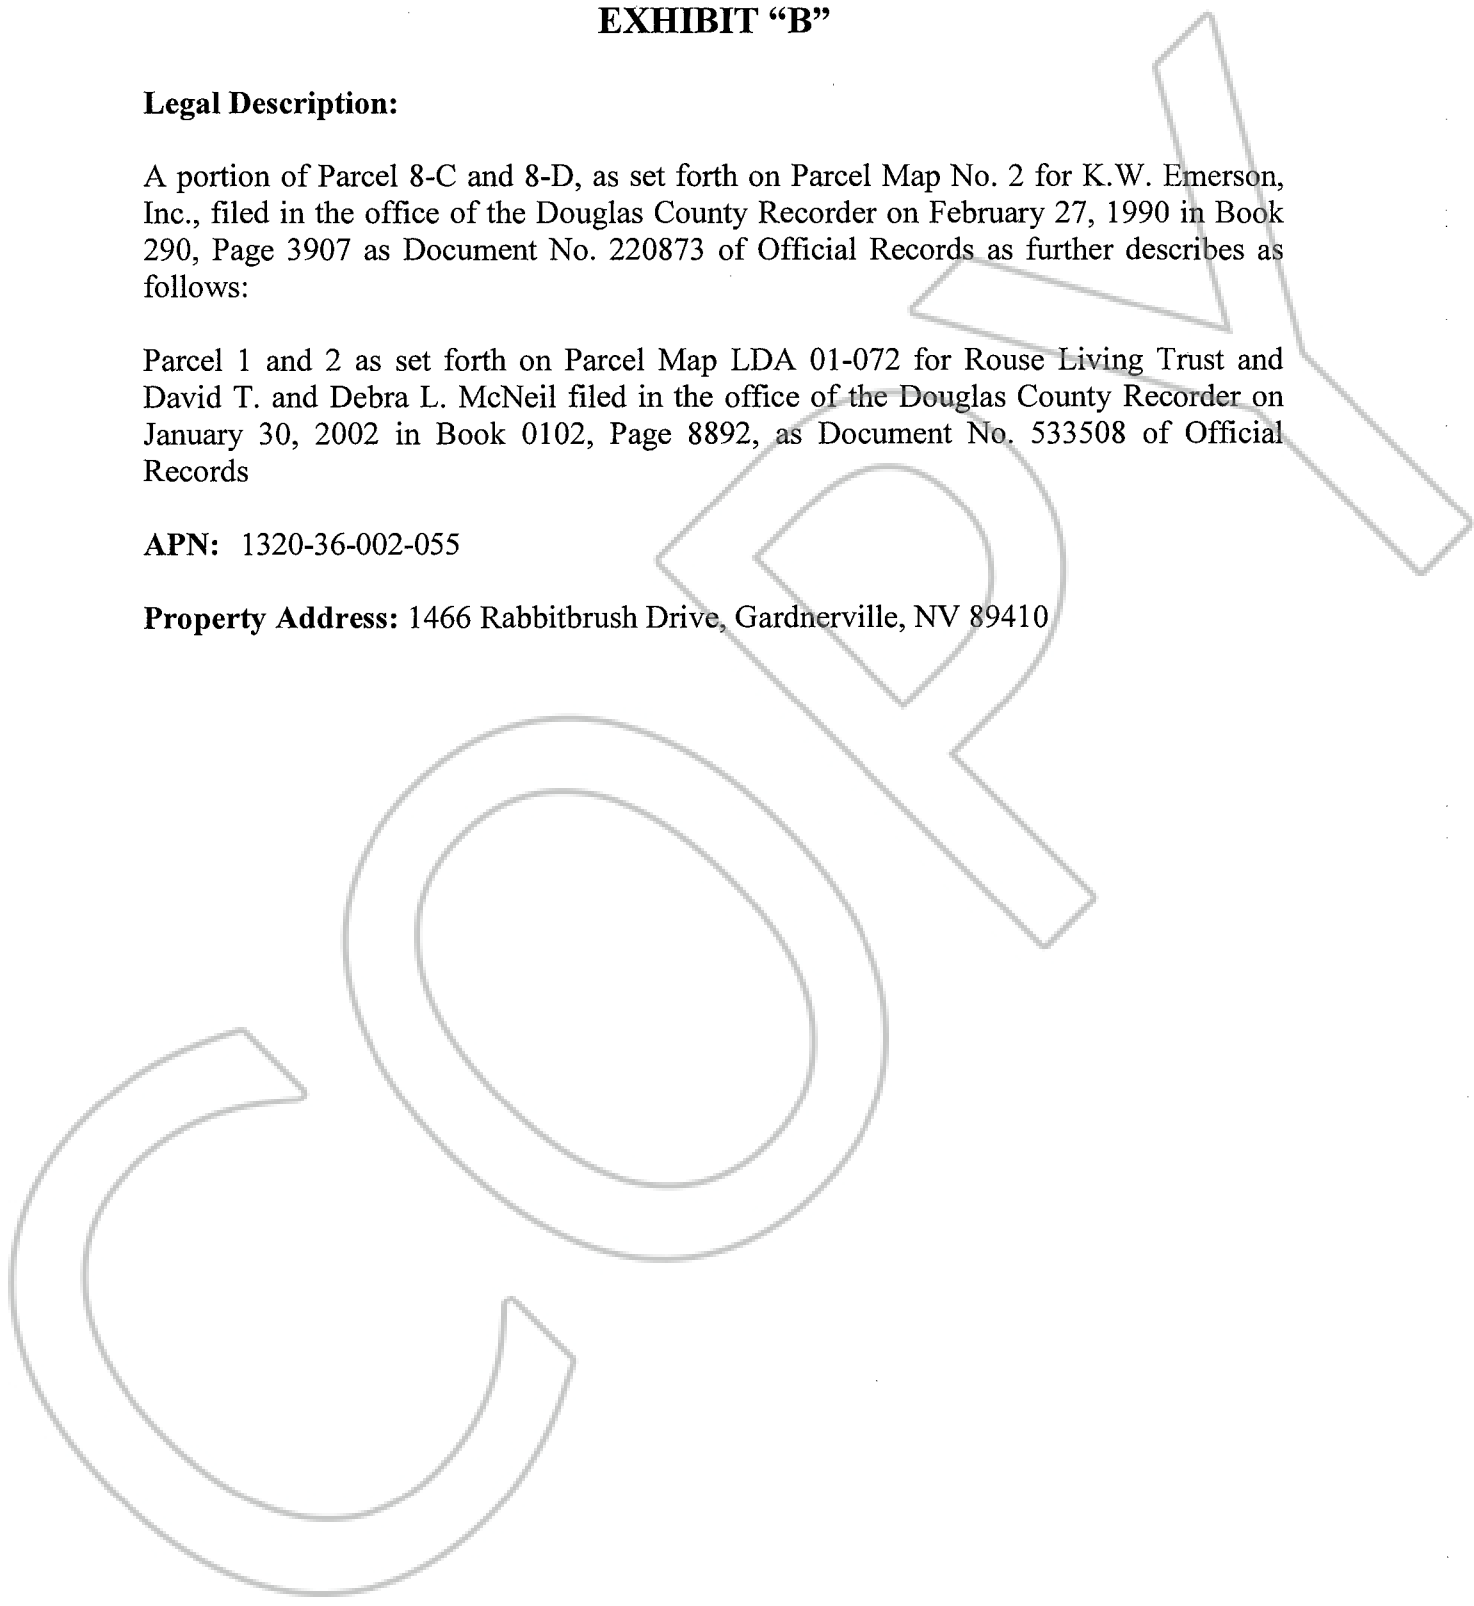 EXHIBIT “B”
Legal Description:
A portion of Parcel 8-C and 8-D, as set forth on Parcel Map No. 2 for K.W. Emerson,
Inc., filed in the office of the Douglas County Recorder on February 27, 1990 in Book
290, Page 3907 as Document No. 220873 of Official Records as further describes as
follows:
Parcel 1 and 2 as set forth on Parcel Map LDA 01-072 for Rouse Living Trust and
David T. and Debra L. McNeil filed in the office of the Douglas County Recorder on
January 30, 2002 in Book 0102, Page 8892, as Document No. 533508 of Official
Records
APN: 1320-36-002-055
Property Address: 1466 Rabbitbrush Drive, Gardnerville, NV 89410
COPY